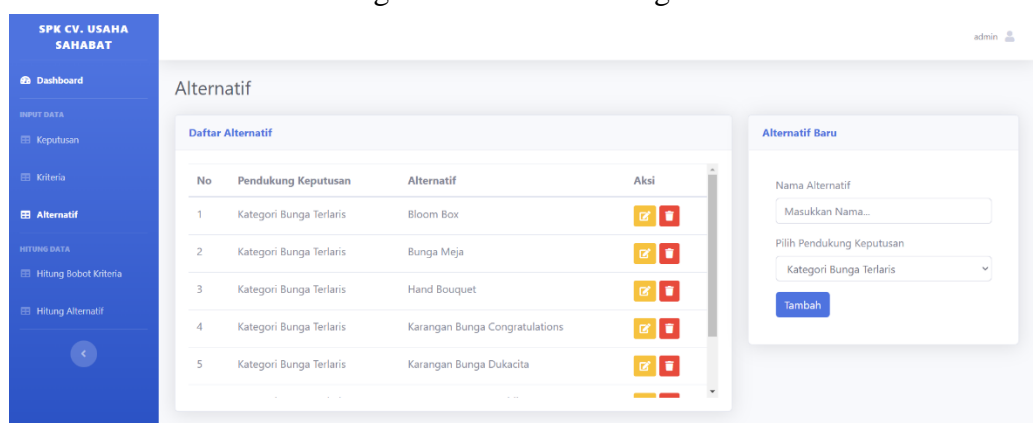 SPK CV. USAHA
SAHABAT
admin
Dashboard
INPUT DATA
Keputusan
Kriteria
Alternatif
HITUNG DATA
Hitung Bobot Kriteria
Hitung Alternatif
Alternatif
Daftar Alternatif
No Pendukung Keputusan Alternatif Aksi
1 Kategori Bunga Terlaris Bloom Box
2 Kategori Bunga Terlaris Bunga Meja
3 Kategori Bunga Terlaris Hand Bouquet
4 Kategori Bunga Terlaris Karangan Bunga Congratulations
5 Kategori Bunga Terlaris Karangan Bunga Dukacita
Alternatif Baru
Nama Alternatif
Masukkan Nama...
Pilih Pendukung Keputusan
Kategori Bunga Terlaris
Tambah